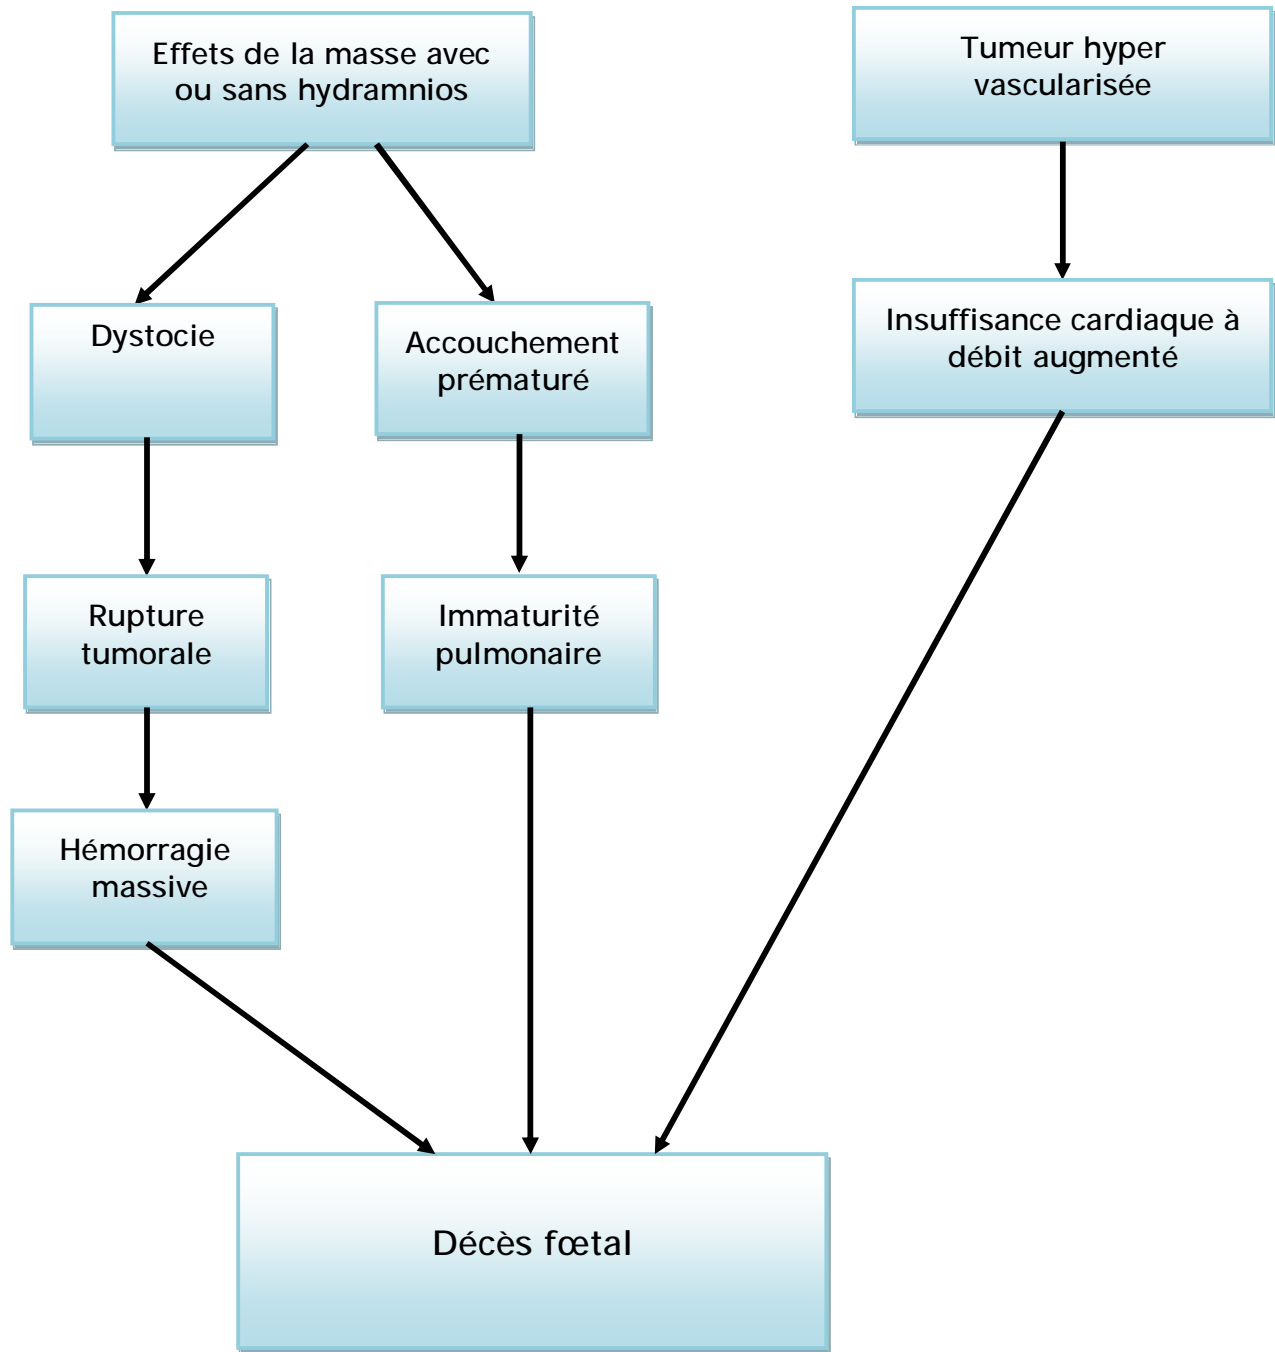 Effets de la masse avec
ou sans hydramnios
Tumeur hyper
vascularisée
Dystocie
Accouchement
prématuré
Insuffisance cardiaque à
débit augmenté
Rupture
tumorale
Immaturité
pulmonaire
Hémorragie
massive
Décès fœtal